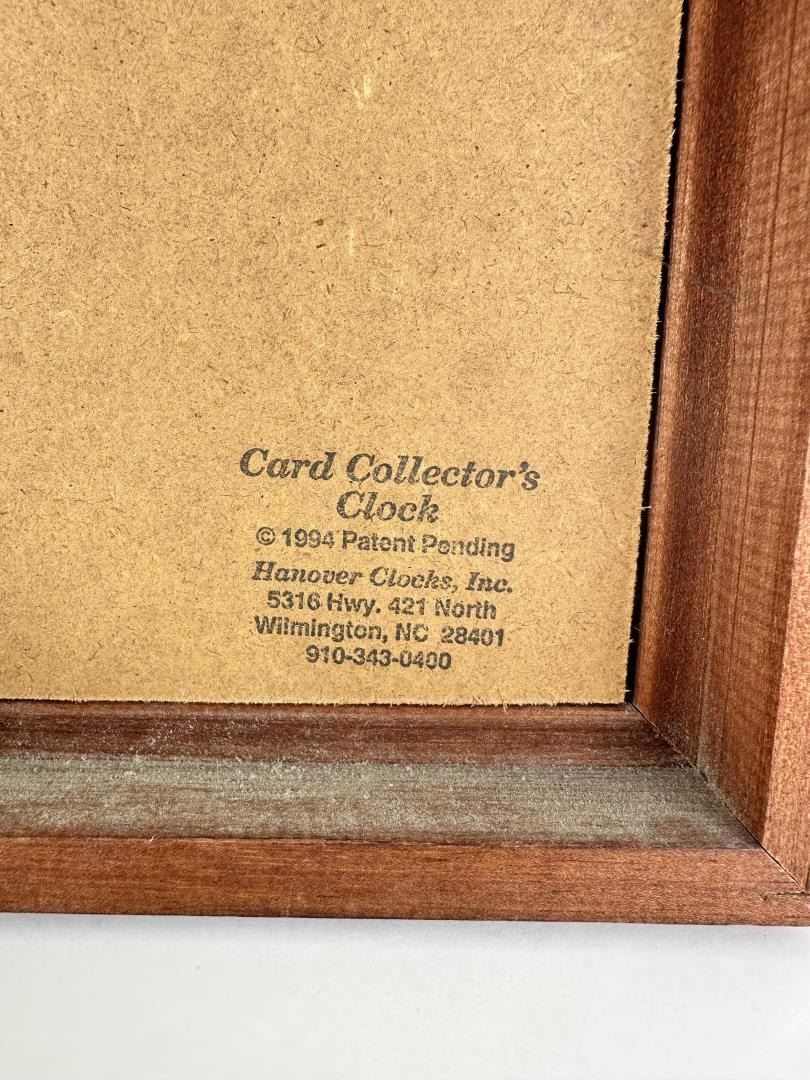 Card Collector's
Clock
© 1994 Patent Pending
Hanover Clocks, Inc.
5316 Hwy. 421 North
Wilmington, NC 28401
910-343-0400